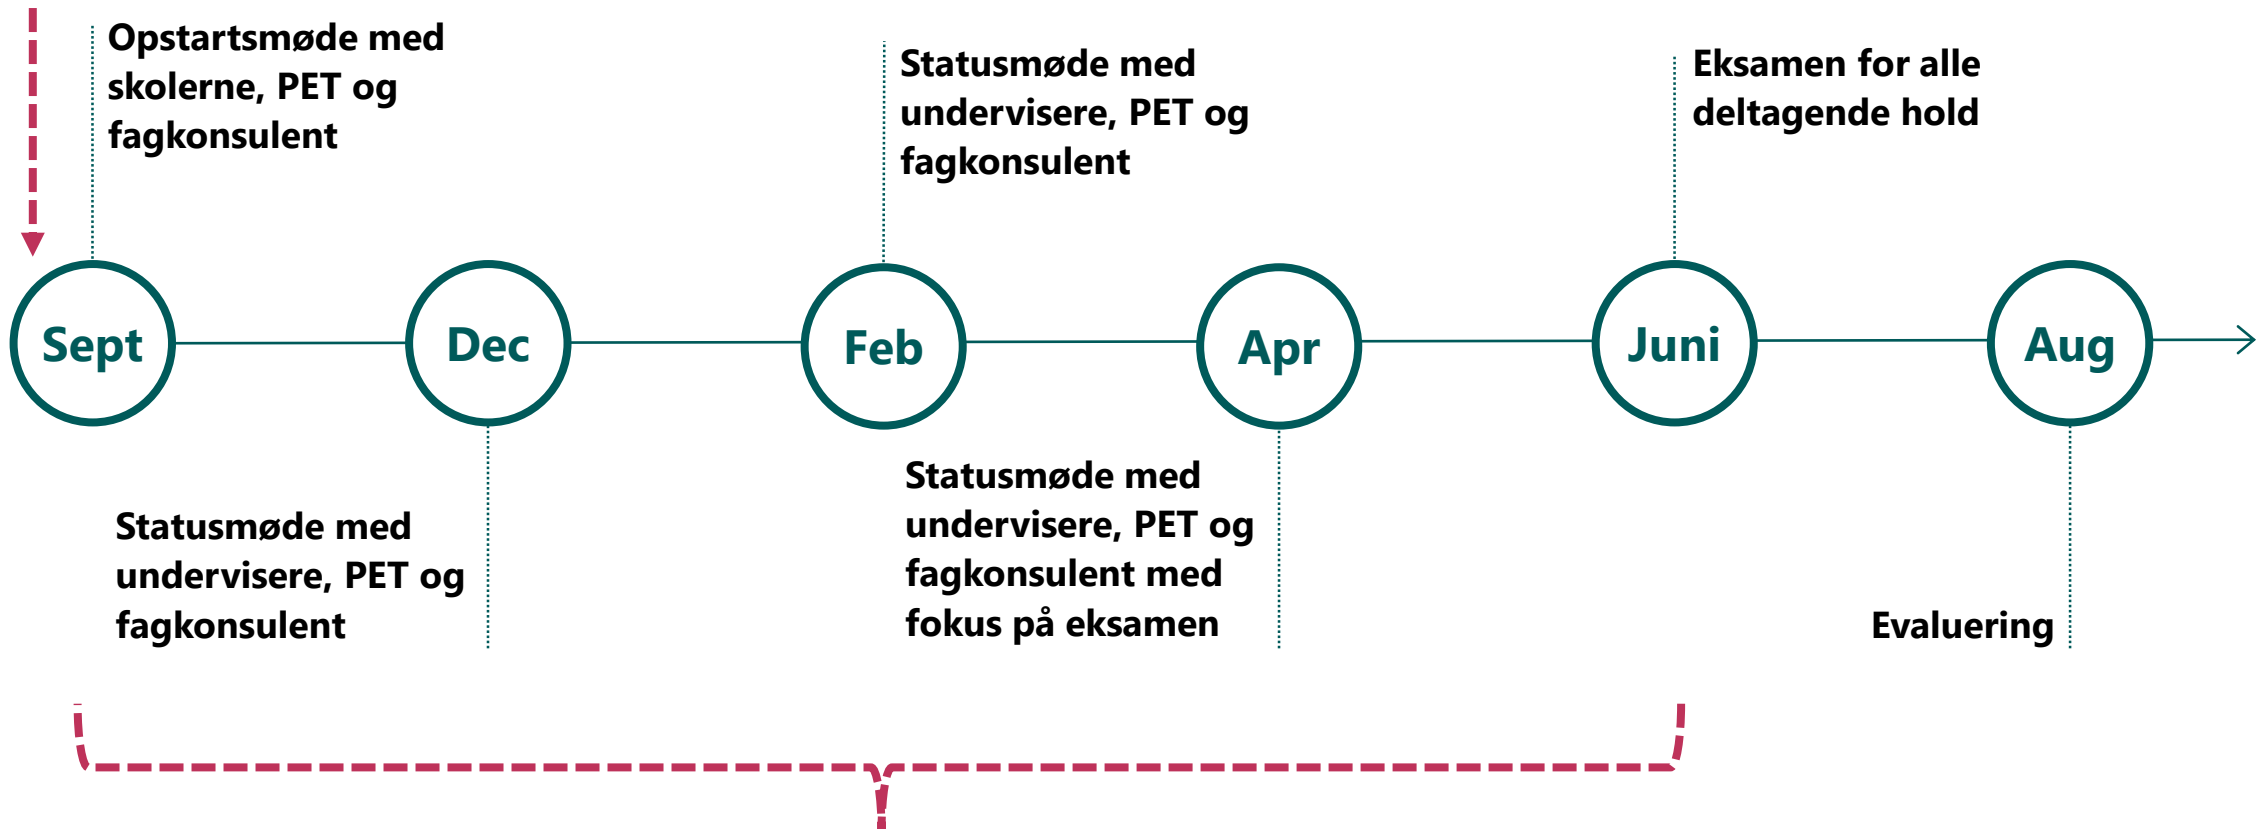 Opstartsmøde med
skolerne, PET og
fagkonsulent
Statusmøde med
undervisere, PET og
fagkonsulent
Eksamen for alle
deltagende hold
Sept
Dec
Feb
Apr
Juni
Aug
Statusmøde med
undervisere, PET og
fagkonsulent
Statusmøde med
undervisere, PET og
fagkonsulent med
fokus på eksamen
Evaluering